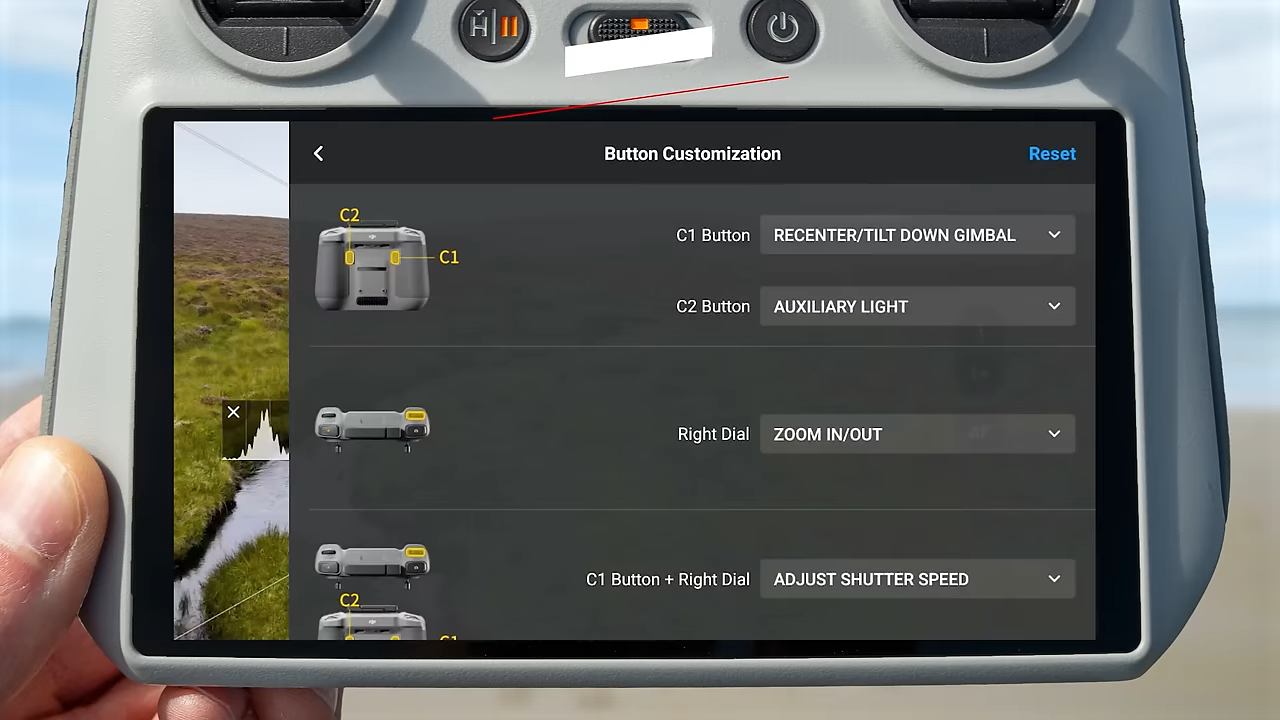 Button Customization
Reset
C2
C1
C1 Button
RECENTER/TILT DOWN GIMBAL
C2 Button
AUXILIARY LIGHT
Right Dial
ZOOM IN/OUT
C1 Button + Right Dial
ADJUST SHUTTER SPEED
C2
C1